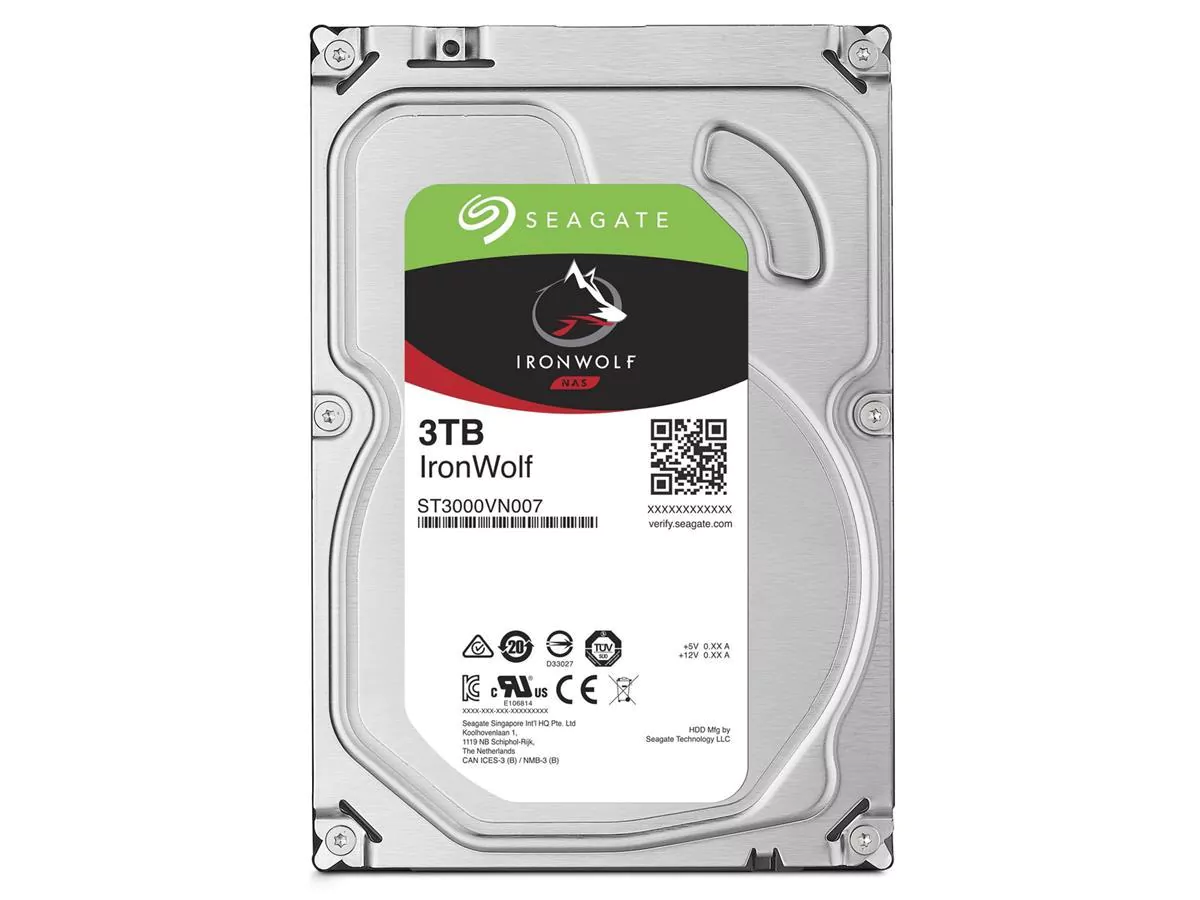 SEAGATE
IRONWOLF
NAS
3TB
IronWolf
ST3000VN007
XXXXXXXXXXXX
verify.seagate.com
20
D33027
TÜV
SÜD
+5V 0.XX A
+12V 0.XX A
C US
E106814
CE
XXXX-XXX-XXX-XXXXXXXXX
Seagate Singapore Int'l HQ Pte. Ltd
Koolhovenlaan 1,
1119 NB Schiphol-Rijk,
The Netherlands
CAN ICES-3 (B) / NMB-3 (B)
HDD Mfg by
Seagate Technology LLC